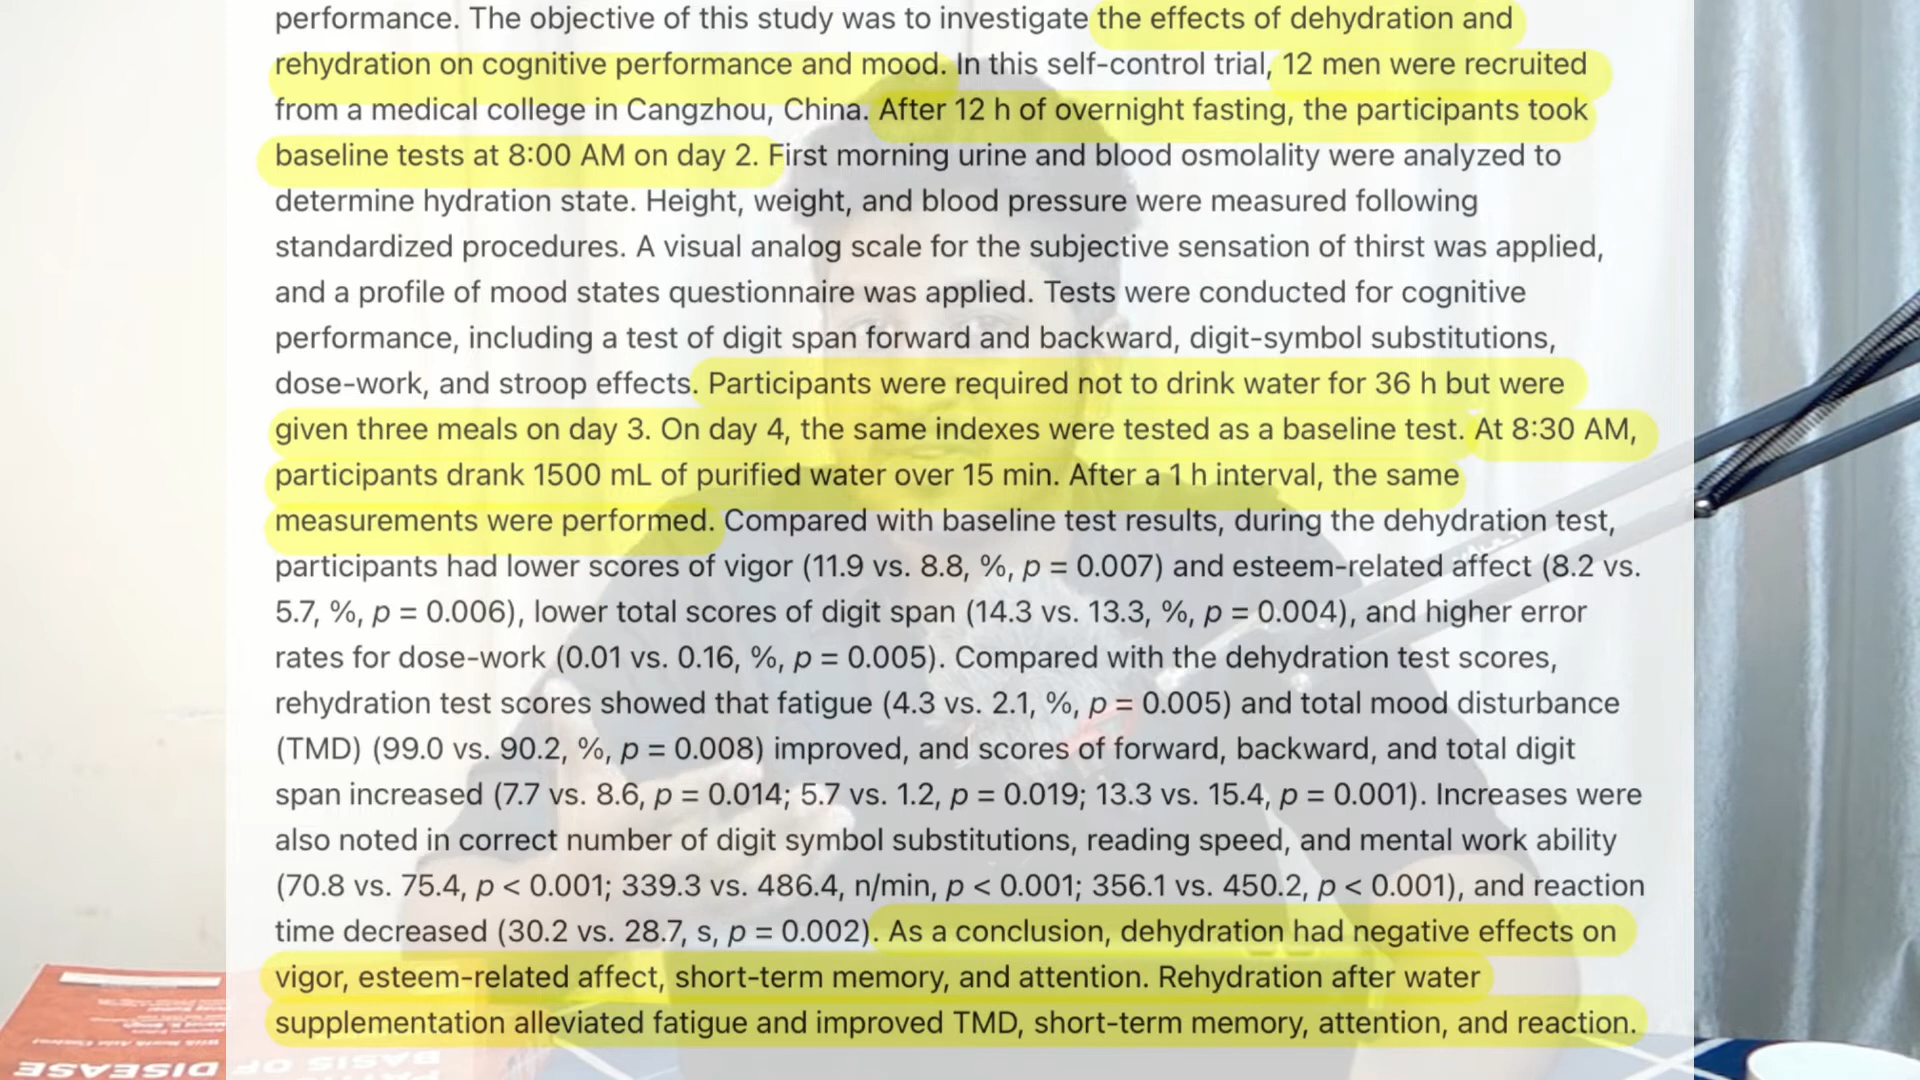 performance. The objective of this study was to investigate the effects of dehydration and
rehydration on cognitive performance and mood. In this self-control trial, 12 men were recruited
from a medical college in Cangzhou, China. After 12 h of overnight fasting, the participants took
baseline tests at 8:00 AM on day 2. First morning urine and blood osmolality were analyzed to
determine hydration state. Height, weight, and blood pressure were measured following
standardized procedures. A visual analog scale for the subjective sensation of thirst was applied,
and a profile of mood states questionnaire was applied. Tests were conducted for cognitive
performance, including a test of digit span forward and backward, digit-symbol substitutions,
dose-work, and stroop effects. Participants were required not to drink water for 36 h but were
given three meals on day 3. On day 4, the same indexes were tested as a baseline test. At 8:30 AM,
participants drank 1500 mL of purified water over 15 min. After a 1 h interval, the same
measurements were performed. Compared with baseline test results, during the dehydration test,
participants had lower scores of vigor (11.9 vs. 8.8, %, p = 0.007) and esteem-related affect (8.2 vs.
5.7, %, p = 0.006), lower total scores of digit span (14.3 vs. 13.3, %, p = 0.004), and higher error
rates for dose-work (0.01 vs. 0.16, %, p = 0.005). Compared with the dehydration test scores,
rehydration test scores showed that fatigue (4.3 vs. 2.1, %, p = 0.005) and total mood disturbance
(TMD) (99.0 vs. 90.2, %, p = 0.008) improved, and scores of forward, backward, and total digit
span increased (7.7 vs. 8.6, p = 0.014; 5.7 vs. 1.2, p = 0.019; 13.3 vs. 15.4, p = 0.001). Increases were
also noted in correct number of digit symbol substitutions, reading speed, and mental work ability
(70.8 vs. 75.4, p < 0.001; 339.3 vs. 486.4, n/min, p < 0.001; 356.1 vs. 450.2, p < 0.001), and reaction
time decreased (30.2 vs. 28.7, s, p = 0.002). As a conclusion, dehydration had negative effects on
vigor, esteem-related affect, short-term memory, and attention. Rehydration after water
supplementation alleviated fatigue and improved TMD, short-term memory, attention, and reaction.
BASIS OF
DISEASE